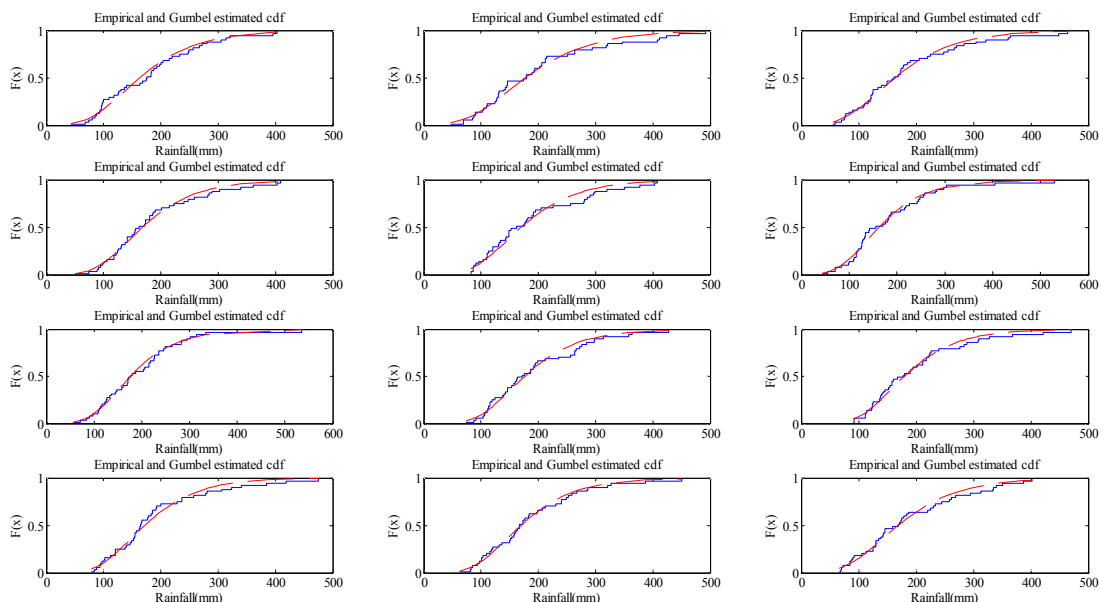 Empirical and Gumbel estimated cdf
1
0.5
0
F(x)
0 100 200 300 400 500
Rainfall(mm)
Empirical and Gumbel estimated cdf
1
0.5
0
F(x)
0 100 200 300 400 500
Rainfall(mm)
Empirical and Gumbel estimated cdf
1
0.5
0
F(x)
0 100 200 300 400 500
Rainfall(mm)
Empirical and Gumbel estimated cdf
1
0.5
0
F(x)
0 100 200 300 400 500
Rainfall(mm)
Empirical and Gumbel estimated cdf
1
0.5
0
F(x)
0 100 200 300 400 500
Rainfall(mm)
Empirical and Gumbel estimated cdf
1
0.5
0
F(x)
0 100 200 300 400 500 600
Rainfall(mm)
Empirical and Gumbel estimated cdf
1
0.5
0
F(x)
0 100 200 300 400 500 600
Rainfall(mm)
Empirical and Gumbel estimated cdf
1
0.5
0
F(x)
0 100 200 300 400 500
Rainfall(mm)
Empirical and Gumbel estimated cdf
1
0.5
0
F(x)
0 100 200 300 400 500
Rainfall(mm)
Empirical and Gumbel estimated cdf
1
0.5
0
F(x)
0 100 200 300 400 500
Rainfall(mm)
Empirical and Gumbel estimated cdf
1
0.5
0
F(x)
0 100 200 300 400 500
Rainfall(mm)
Empirical and Gumbel estimated cdf
1
0.5
0
F(x)
0 100 200 300 400 500
Rainfall(mm)